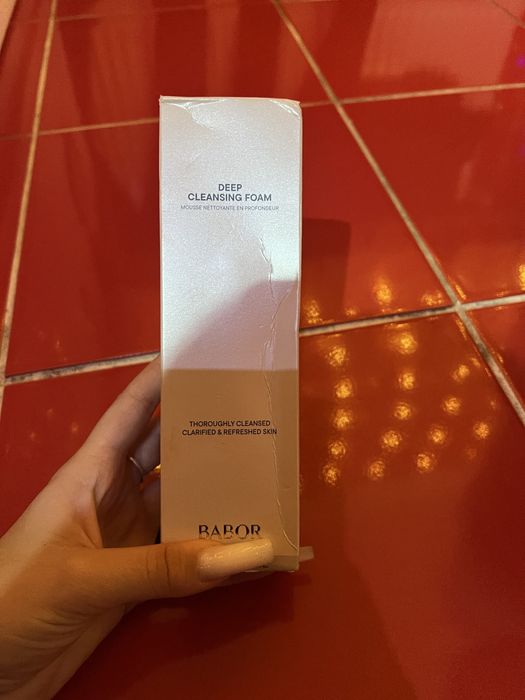 DEEP
CLEANSING FOAM
MOUSSE NETTOYANTE EN PROFONDEUR
THOROUGHLY CLEANSED
CLARIFIED & REFRESHED SKIN
BABOR